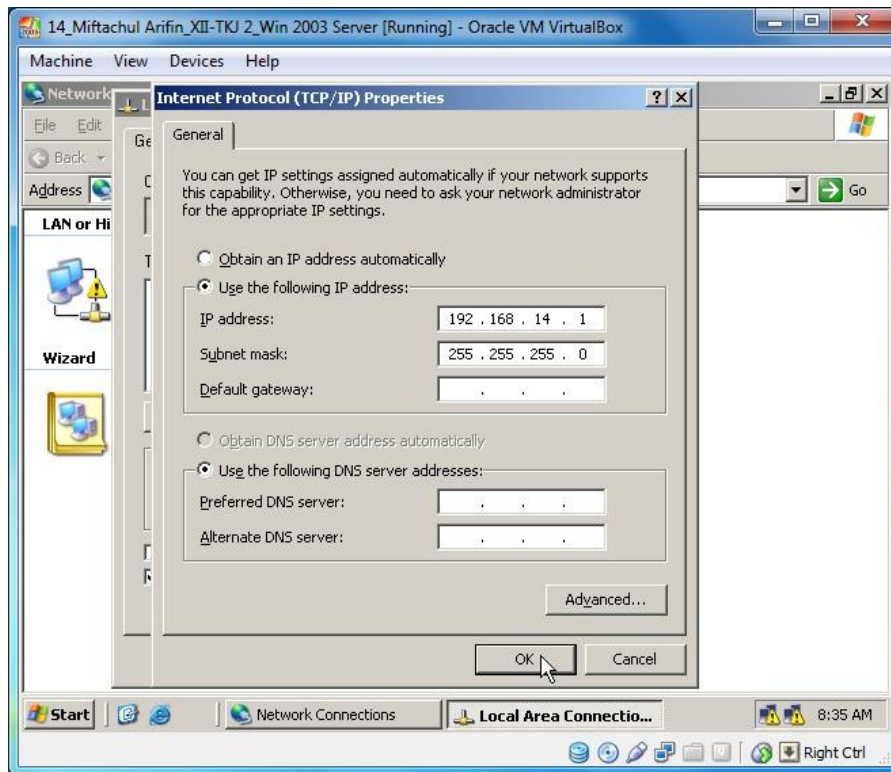 14_Miftachul Arifin_XII-TKJ 2_Win 2003 Server [Running] - Oracle VM VirtualBox
Machine View Devices Help
Network
Internet Protocol (TCP/IP) Properties
File Edit
Ge
General
Back
Address
Go
You can get IP settings assigned automatically if your network supports
this capability. Otherwise, you need to ask your network administrator
for the appropriate IP settings.
LAN or Hi
Obtain an IP address automatically
Use the following IP address:
IP address: 192 . 168 . 14 . 1
Subnet mask: 255 . 255 . 255 . 0
Wizard
Default gateway: . . .
Obtain DNS server address automatically
Use the following DNS server addresses:
Preferred DNS server: . . .
Alternate DNS server: . . .
Advanced...
OK Cancel
Start Network Connections Local Area Connectio... 8:35 AM
Right Ctrl